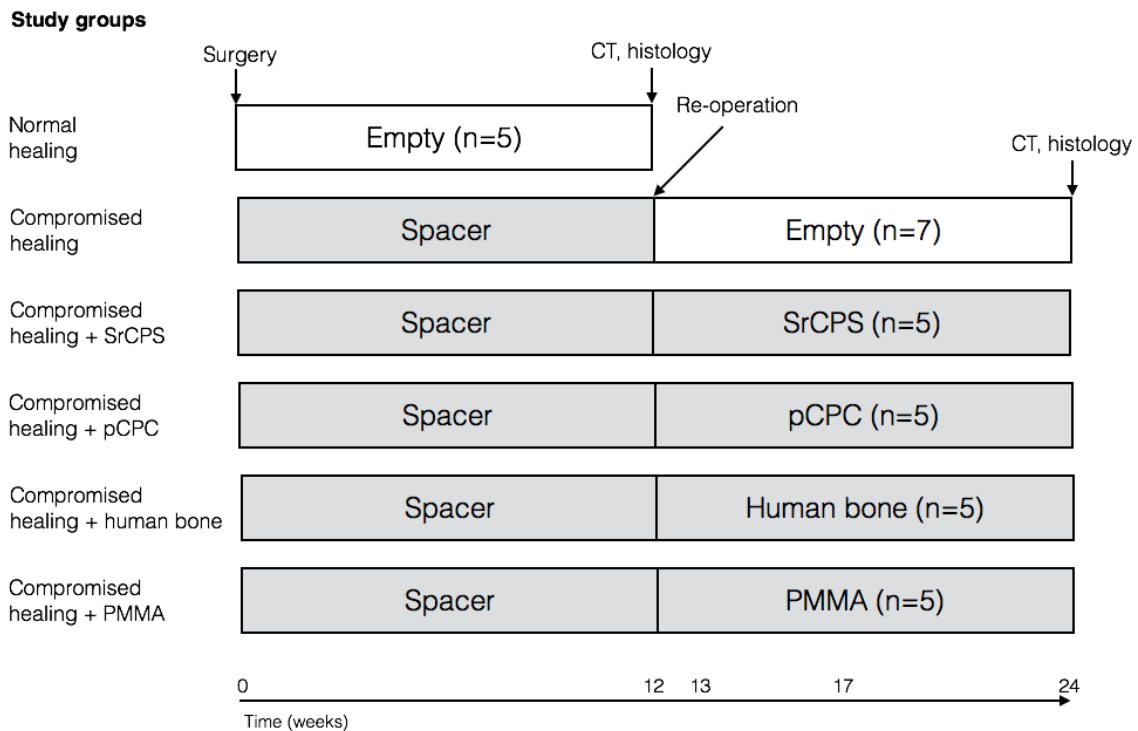 Study groups
Surgery
CT, histology
Re-operation
Normal
healing
Empty (n=5)
CT, histology
Compromised
healing
Spacer
Empty (n=7)
Compromised
healing + SrCPS
Spacer
SrCPS (n=5)
Compromised
healing + pCPC
Spacer
pCPC (n=5)
Compromised
healing + human bone
Spacer
Human bone (n=5)
Compromised
healing + PMMA
Spacer
PMMA (n=5)
0 12 13 17 24
Time (weeks)